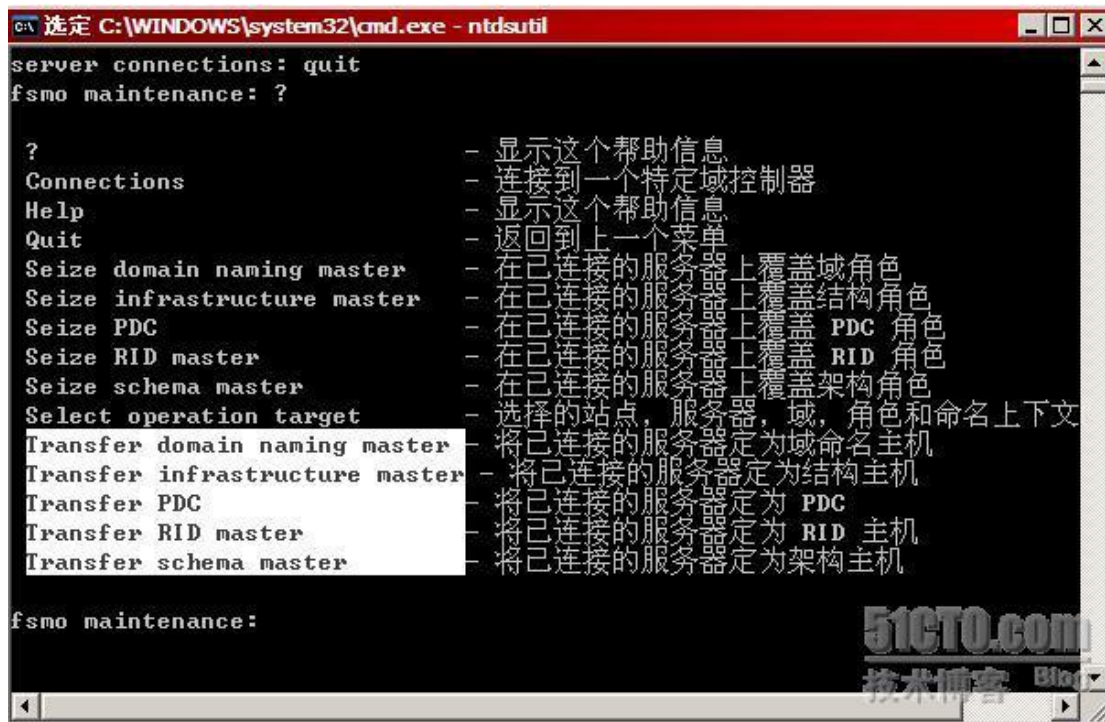 选定 C:\WINDOWS\system32\cmd.exe - ntdsutil
server connections: quit
fsmo maintenance: ?
? - 显示这个帮助信息
Connections - 连接到一个特定域控制器
Help - 显示这个帮助信息
Quit - 返回到上一个菜单
Seize domain naming master - 在已连接的服务器上覆盖域角色
Seize infrastructure master - 在已连接的服务器上覆盖结构角色
Seize PDC - 在已连接的服务器上覆盖 PDC 角色
Seize RID master - 在已连接的服务器上覆盖 RID 角色
Seize schema master - 在已连接的服务器上覆盖架构角色
Select operation target - 选择的站点，服务器，域，角色和命名上下文
Transfer domain naming master - 将已连接的服务器定为域命名主机
Transfer infrastructure master - 将已连接的服务器定为结构主机
Transfer PDC - 将已连接的服务器定为 PDC
Transfer RID master - 将已连接的服务器定为 RID 主机
Transfer schema master - 将已连接的服务器定为架构主机
fsmo maintenance:
51CTO.com
技术博客 Blog